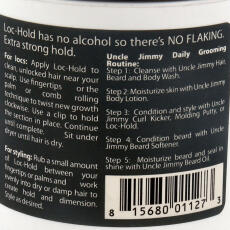 Loc-Hold has no alcohol so there's NO FLAKING.
Extra strong hold.
For locs: Apply Loc-Hold to
clean, unlocked hair near your
scalp. Use fingertips or the
palm or comb rolling
technique to twist new growth
clockwise. Use a clip to hold
the section in place. Continue
until complete. Sit under
dryer until hair is dry.
For styling: Rub a small amount
of Loc-Hold between your
fingertips or palms and work
evenly into dry or damp hair to
create hold and dimension.
Style as desired.
Uncle Jimmy Daily Grooming
Routine:
Step 1: Cleanse with Uncle Jimmy Hair,
Beard and Body Wash.
Step 2: Moisturize skin with Uncle Jimmy
Body Lotion.
Step 3: Condition and style with Uncle
Jimmy Curl Kicker, Molding Putty, or
Loc-Hold.
Step 4: Condition beard with Uncle
Jimmy Beard Softener.
Step 5: Moisturize beard and seal in
shine with Uncle Jimmy Beard Oil.
8 15680 01127 3